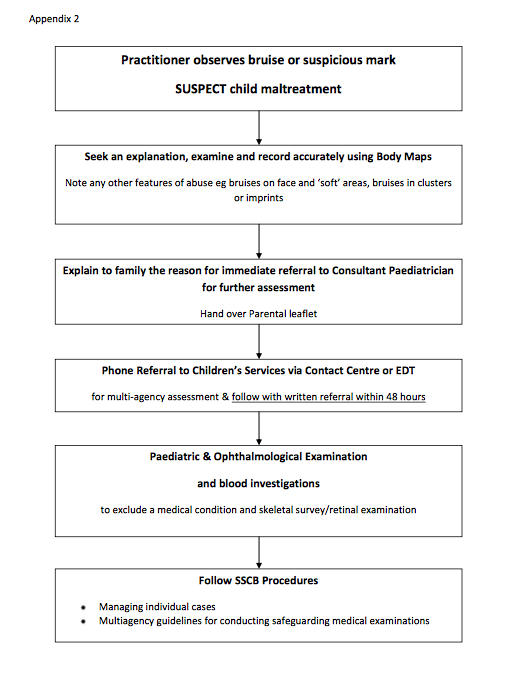 Appendix 2
Practitioner observes bruise or suspicious mark
SUSPECT child maltreatment
Seek an explanation, examine and record accurately using Body Maps
Note any other features of abuse eg bruises on face and ‘soft’ areas, bruises in clusters
or imprints
Explain to family the reason for immediate referral to Consultant Paediatrician
for further assessment
Hand over Parental leaflet
Phone Referral to Children’s Services via Contact Centre or EDT
for multi-agency assessment & follow with written referral within 48 hours
Paediatric & Ophthalmological Examination
and blood investigations
to exclude a medical condition and skeletal survey/retinal examination
Follow SSCB Procedures
• Managing individual cases
• Multiagency guidelines for conducting safeguarding medical examinations